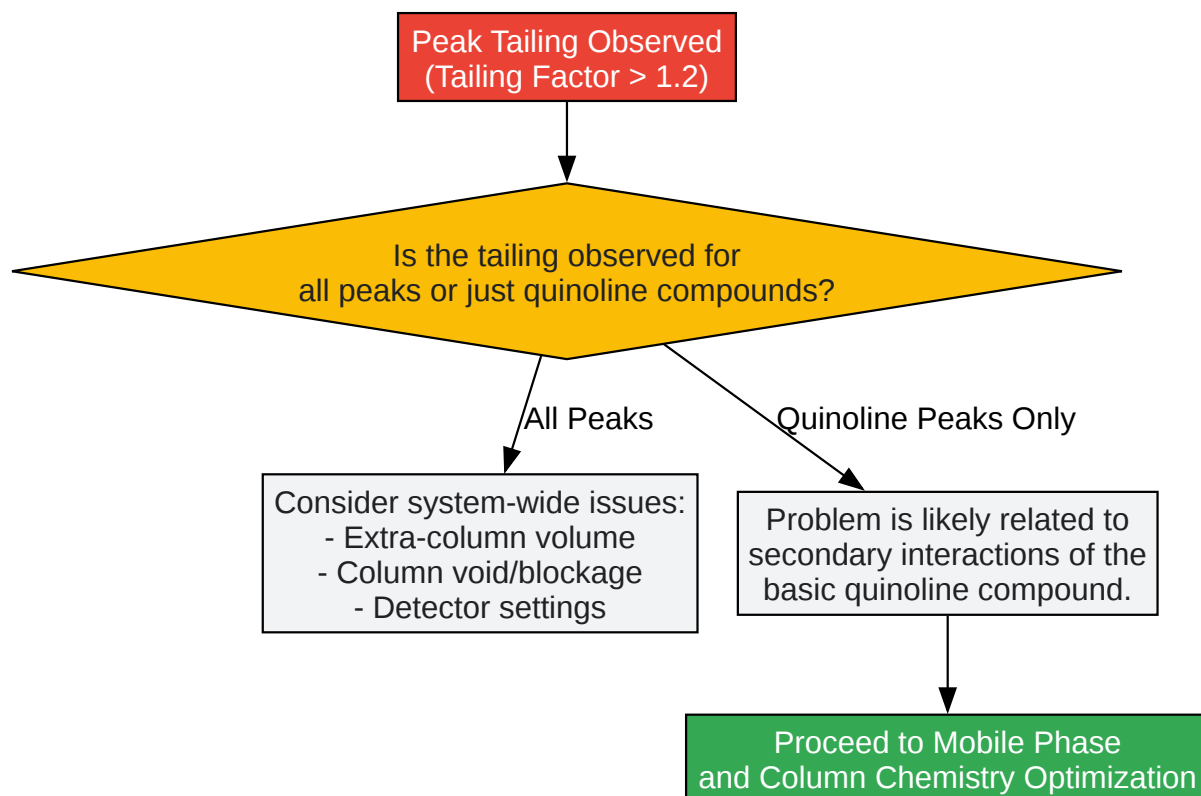 Peak Tailing Observed
(Tailing Factor > 1.2)
Is the tailing observed for
all peaks or just quinoline compounds?
All Peaks
Quinoline Peaks Only
Consider system-wide issues:
- Extra-column volume
- Column void/blockage
- Detector settings
Problem is likely related to
secondary interactions of the
basic quinoline compound.
Proceed to Mobile Phase
and Column Chemistry Optimization